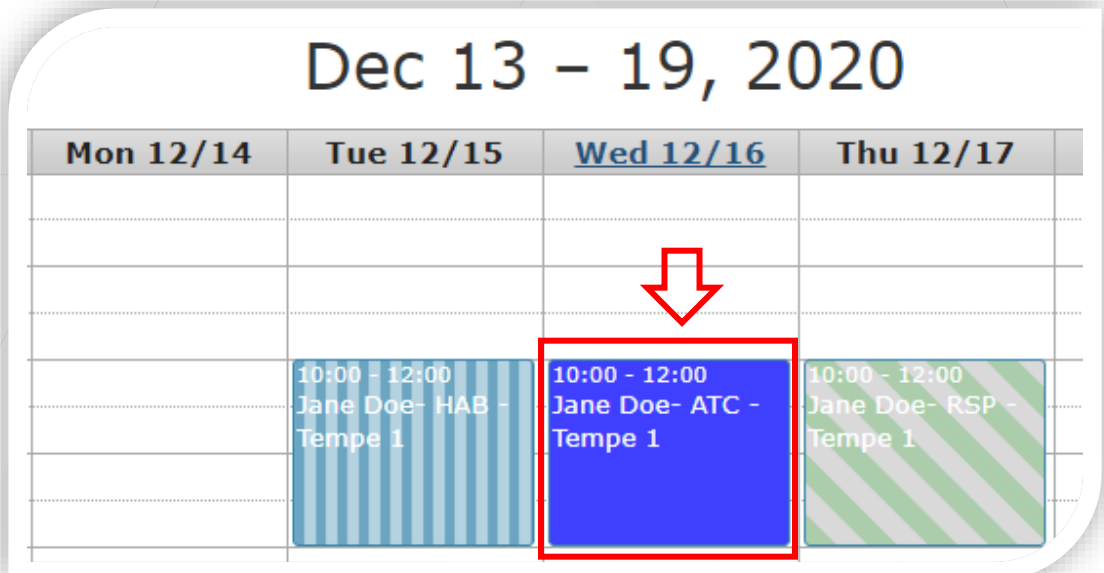 Dec 13 – 19, 2020
Mon 12/14
Tue 12/15
Wed 12/16
Thu 12/17
10:00 - 12:00
Jane Doe- HAB -
Tempe 1
10:00 - 12:00
Jane Doe- ATC -
Tempe 1
10:00 - 12:00
Jane Doe- RSP -
Tempe 1